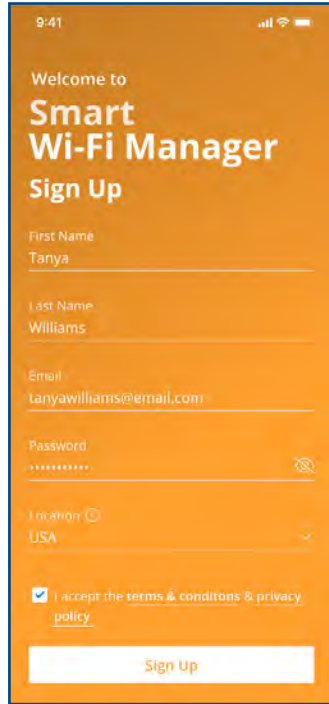 9:41
Welcome to
Smart
Wi-Fi Manager
Sign Up
First Name
Tanya
Last Name
Williams
Email
tanyawilliams@email.com
Password
•••••••••••
Location
USA
I accept the terms & conditons & privacy
policy
Sign Up